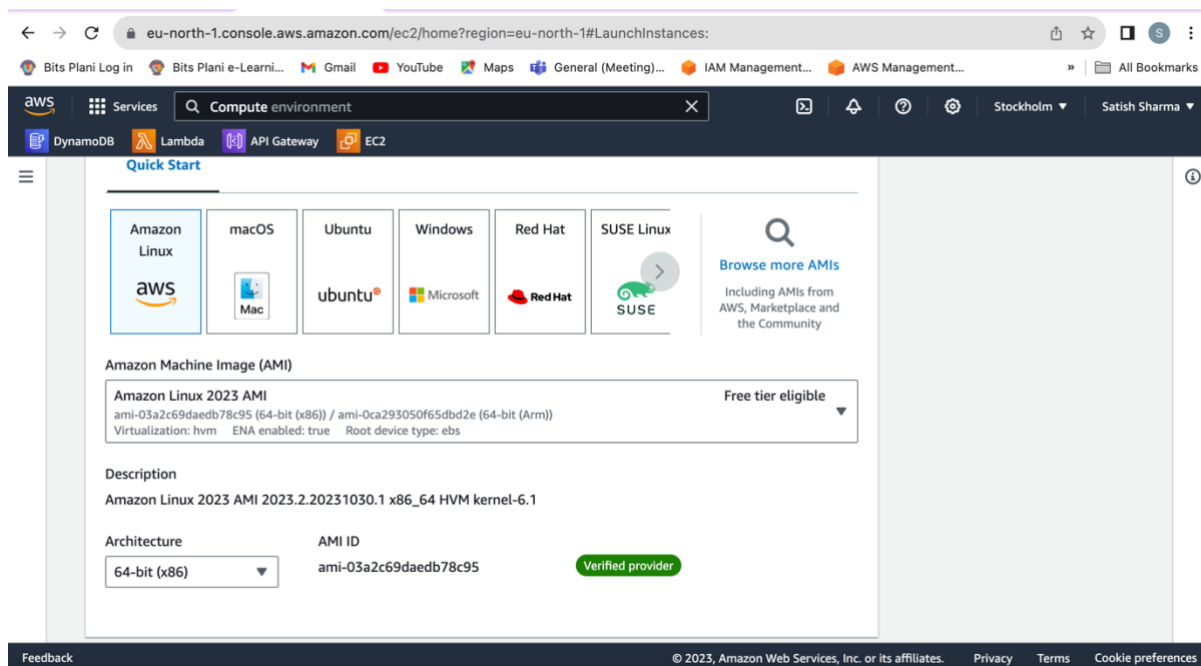 eu-north-1.console.aws.amazon.com/ec2/home?region=eu-north-1#LaunchInstances:
S
Bits Plani Log in Bits Plani e-Learni... Gmail YouTube Maps General (Meeting)... IAM Management... AWS Management... » All Bookmarks
aws Services Compute environment Stockholm Satish Sharma
DynamoDB Lambda API Gateway EC2
Quick Start
Amazon Linux
aws
macOS
Mac
Ubuntu
ubuntu
Windows
Microsoft
Red Hat
Red Hat
SUSE Linux
SUSE
Browse more AMIs
Including AMIs from
AWS, Marketplace and
the Community
Amazon Machine Image (AMI)
Amazon Linux 2023 AMI Free tier eligible
ami-03a2c69daedb78c95 (64-bit (x86)) / ami-0ca293050f65dbd2e (64-bit (Arm))
Virtualization: hvm ENA enabled: true Root device type: ebs
Description
Amazon Linux 2023 AMI 2023.2.20231030.1 x86_64 HVM kernel-6.1
Architecture AMI ID
64-bit (x86) ami-03a2c69daedb78c95 Verified provider
Feedback © 2023, Amazon Web Services, Inc. or its affiliates. Privacy Terms Cookie preferences